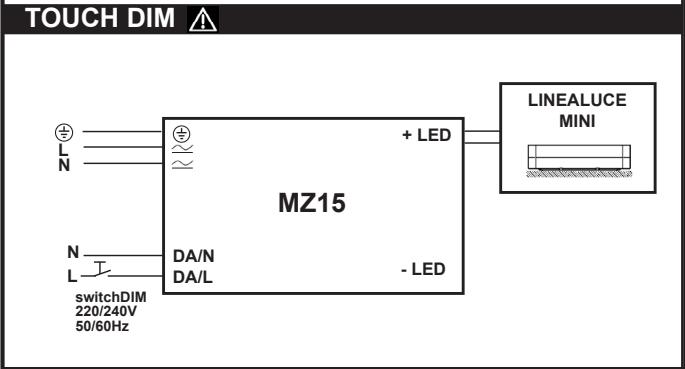 TOUCH DIM
L
N
≃
≃
+ LED
MZ15
LINEALUCE
MINI
N
L
DA/N
DA/L
- LED
switchDIM
220/240V
50/60Hz